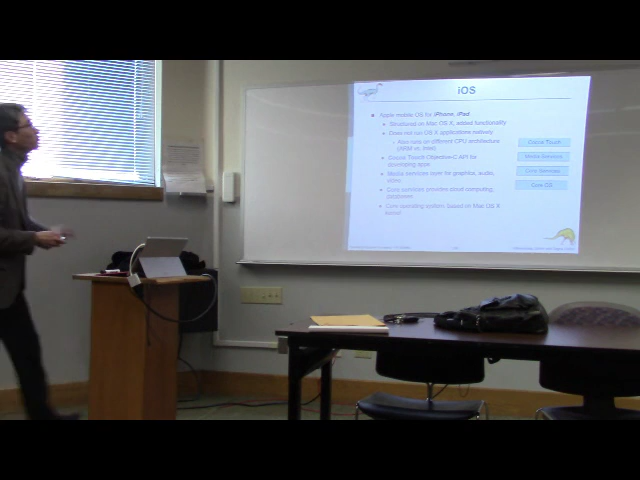 iOS
Apple mobile OS for iPhone, iPad
Structured on Mac OS X, added functionality
Does not run OS X applications natively
Also runs on different CPU architecture
(ARM vs. Intel)
Cocoa Touch Objective-C API for
developing apps
Media services layer for graphics, audio,
video
Core services provides cloud computing,
databases
Core operating system, based on Mac OS X
kernel
Cocoa Touch
Media Services
Core Services
Core OS